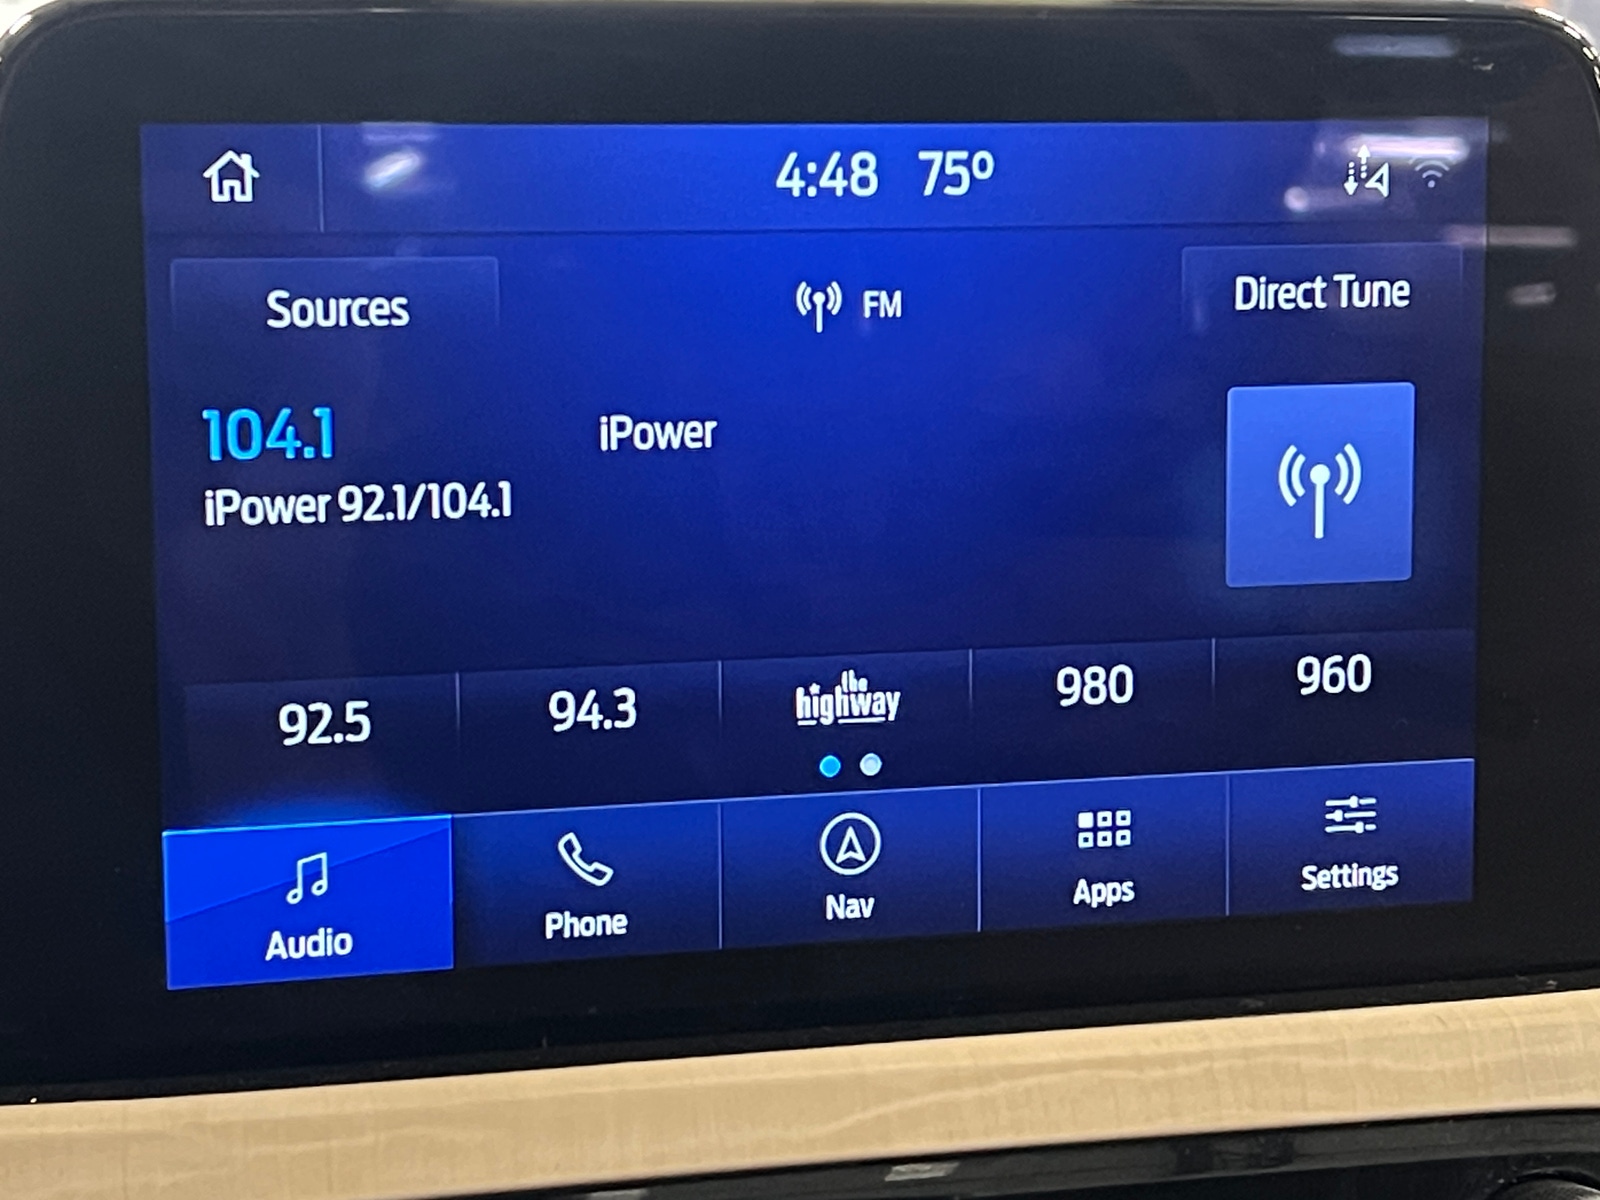 4:48 75º
Sources
FM
Direct Tune
104.1
iPower
iPower 92.1/104.1
92.5
94.3
the
highway
980
960
Audio
Phone
Nav
Apps
Settings